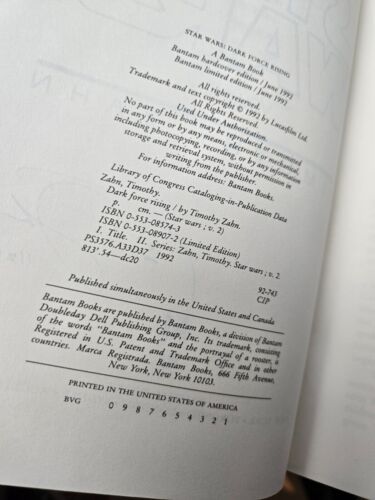 STAR WARS: DARK FORCE RISING
A Bantam Book
Bantam hardcover edition / June 1992
Bantam limited edition / June 1992
All rights reserved.
Trademark and text copyright © 1992 by Lucasfilm Ltd.
All Rights Reserved.
Used Under Authorization.
No part of this book may be reproduced or transmitted
in any form or by any means, electronic or mechanical,
including photocopying, recording, or by any information
storage and retrieval system, without permission in
writing from the publisher.
For information address: Bantam Books.
Library of Congress Cataloging-in-Publication Data
Zahn, Timothy.
Dark force rising / by Timothy Zahn.
p. cm. — (Star wars ; v. 2)
ISBN 0-553-08574-3
ISBN 0-553-08907-2 (Limited Edition)
I. Title. II. Series: Zahn, Timothy. Star wars ; v. 2.
PS3576.A33D37 1992
813'.54—dc20 92-743
CIP
Published simultaneously in the United States and Canada
Bantam Books are published by Bantam Books, a division of Bantam
Doubleday Dell Publishing Group, Inc. Its trademark, consisting
of the words "Bantam Books" and the portrayal of a rooster, is
Registered in U.S. Patent and Trademark Office and in other
countries. Marca Registrada. Bantam Books, 666 Fifth Avenue,
New York, New York 10103.
PRINTED IN THE UNITED STATES OF AMERICA
BVG 0 9 8 7 6 5 4 3 2 1